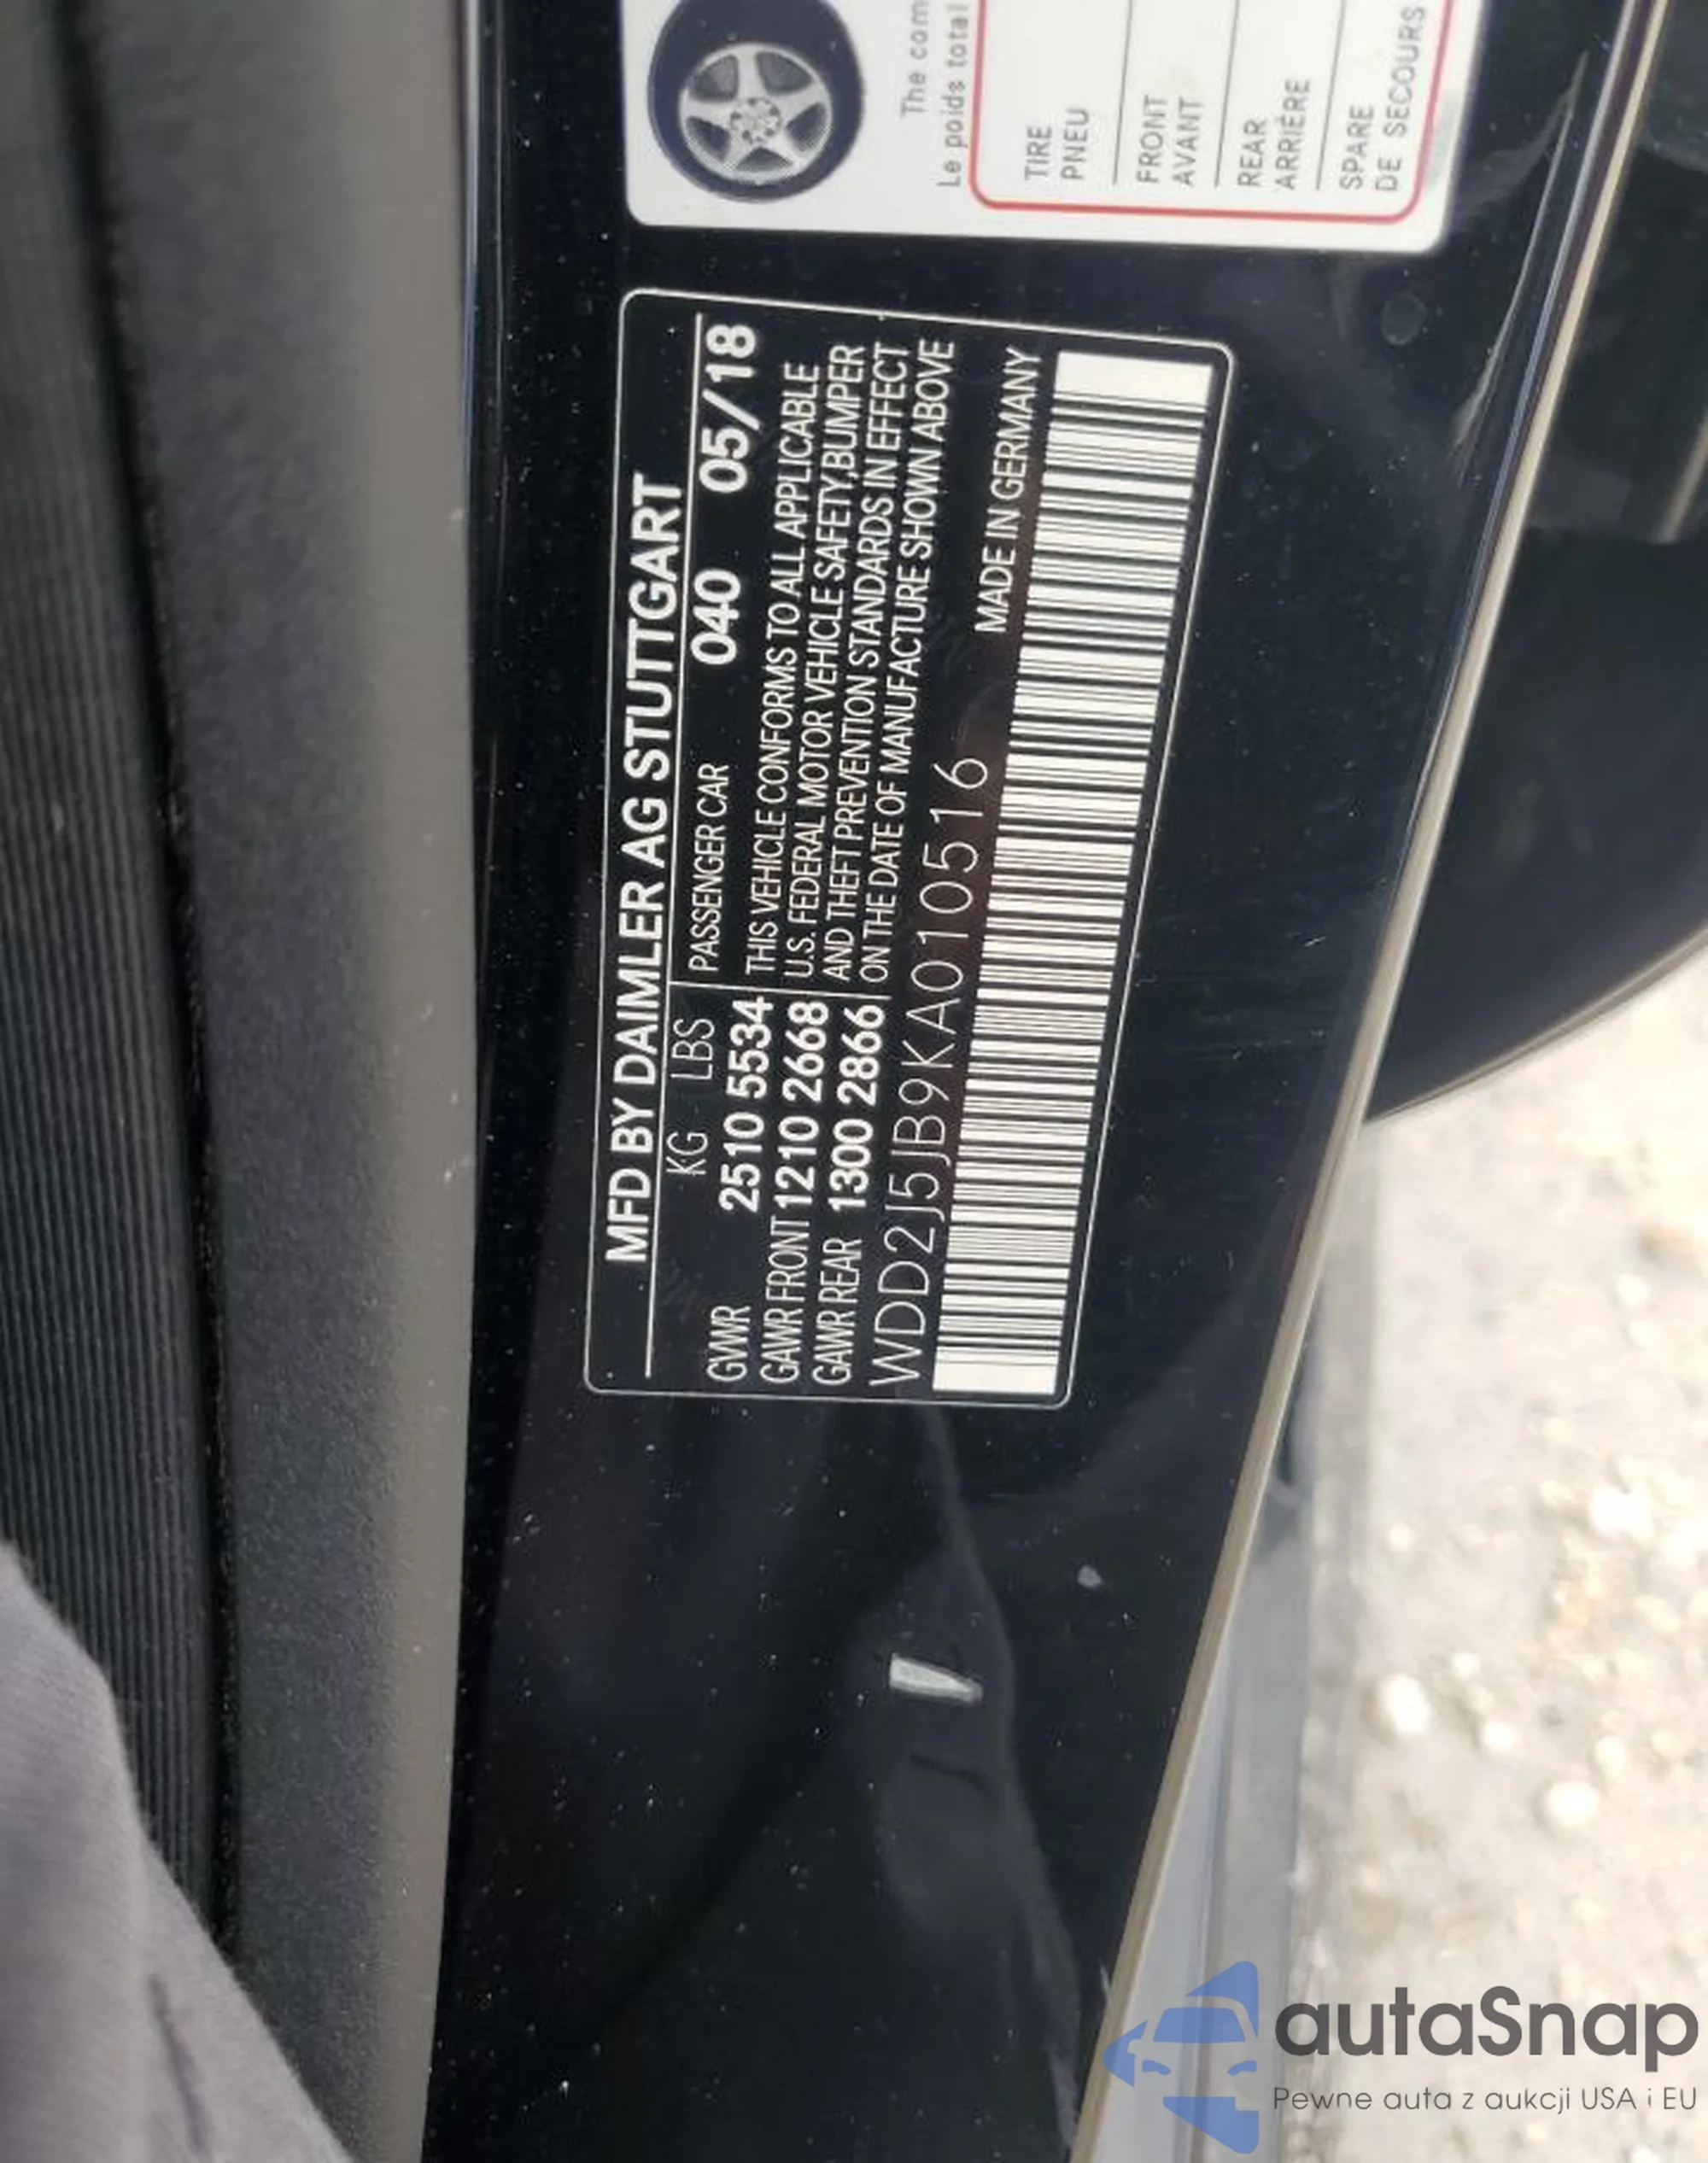 The com
Le poids total
TIRE
PNEU
FRONT
AVANT
REAR
ARRIÈRE
SPARE
DE SECOURS
MFD BY DAIMLER AG STUTTGART
KG LBS PASSENGER CAR 040 05/18
GVWR 2510 5534 THIS VEHICLE CONFORMS TO ALL APPLICABLE
GAWR FRONT 1210 2668 U.S. FEDERAL MOTOR VEHICLE SAFETY,BUMPER
GAWR REAR 1300 2866 AND THEFT PREVENTION STANDARDS IN EFFECT
ON THE DATE OF MANUFACTURE SHOWN ABOVE
WDD2J5JB9KA010516 MADE IN GERMANY
autaSnap
Pewne auta z aukcji USA i EU